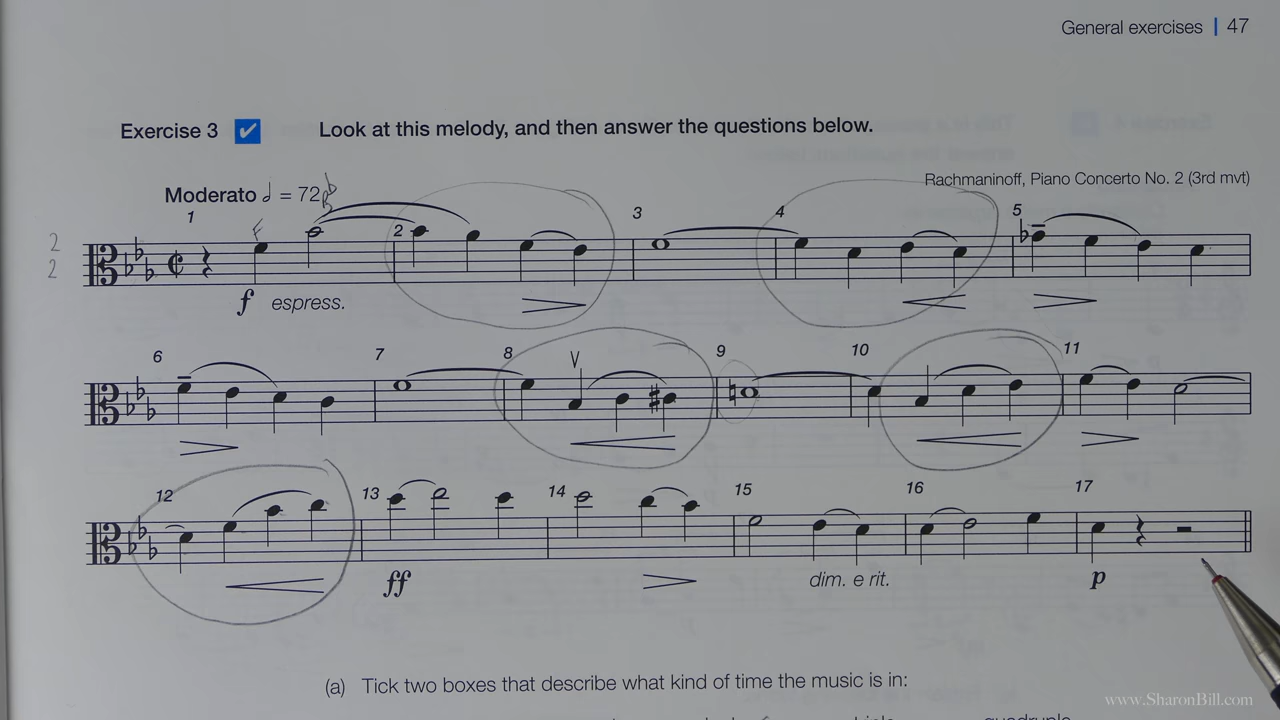 General exercises | 47
Exercise 3 Look at this melody, and then answer the questions below.
Rachmaninoff, Piano Concerto No. 2 (3rd mvt)
Moderato 𝅗𝅥 = 72
1 2 3 4 5
2
2
F
f espress.
6 7 8 9 10 11
V
12 13 14 15 16 17
ff dim. e rit. p
(a) Tick two boxes that describe what kind of time the music is in:
www.SharonBill.com